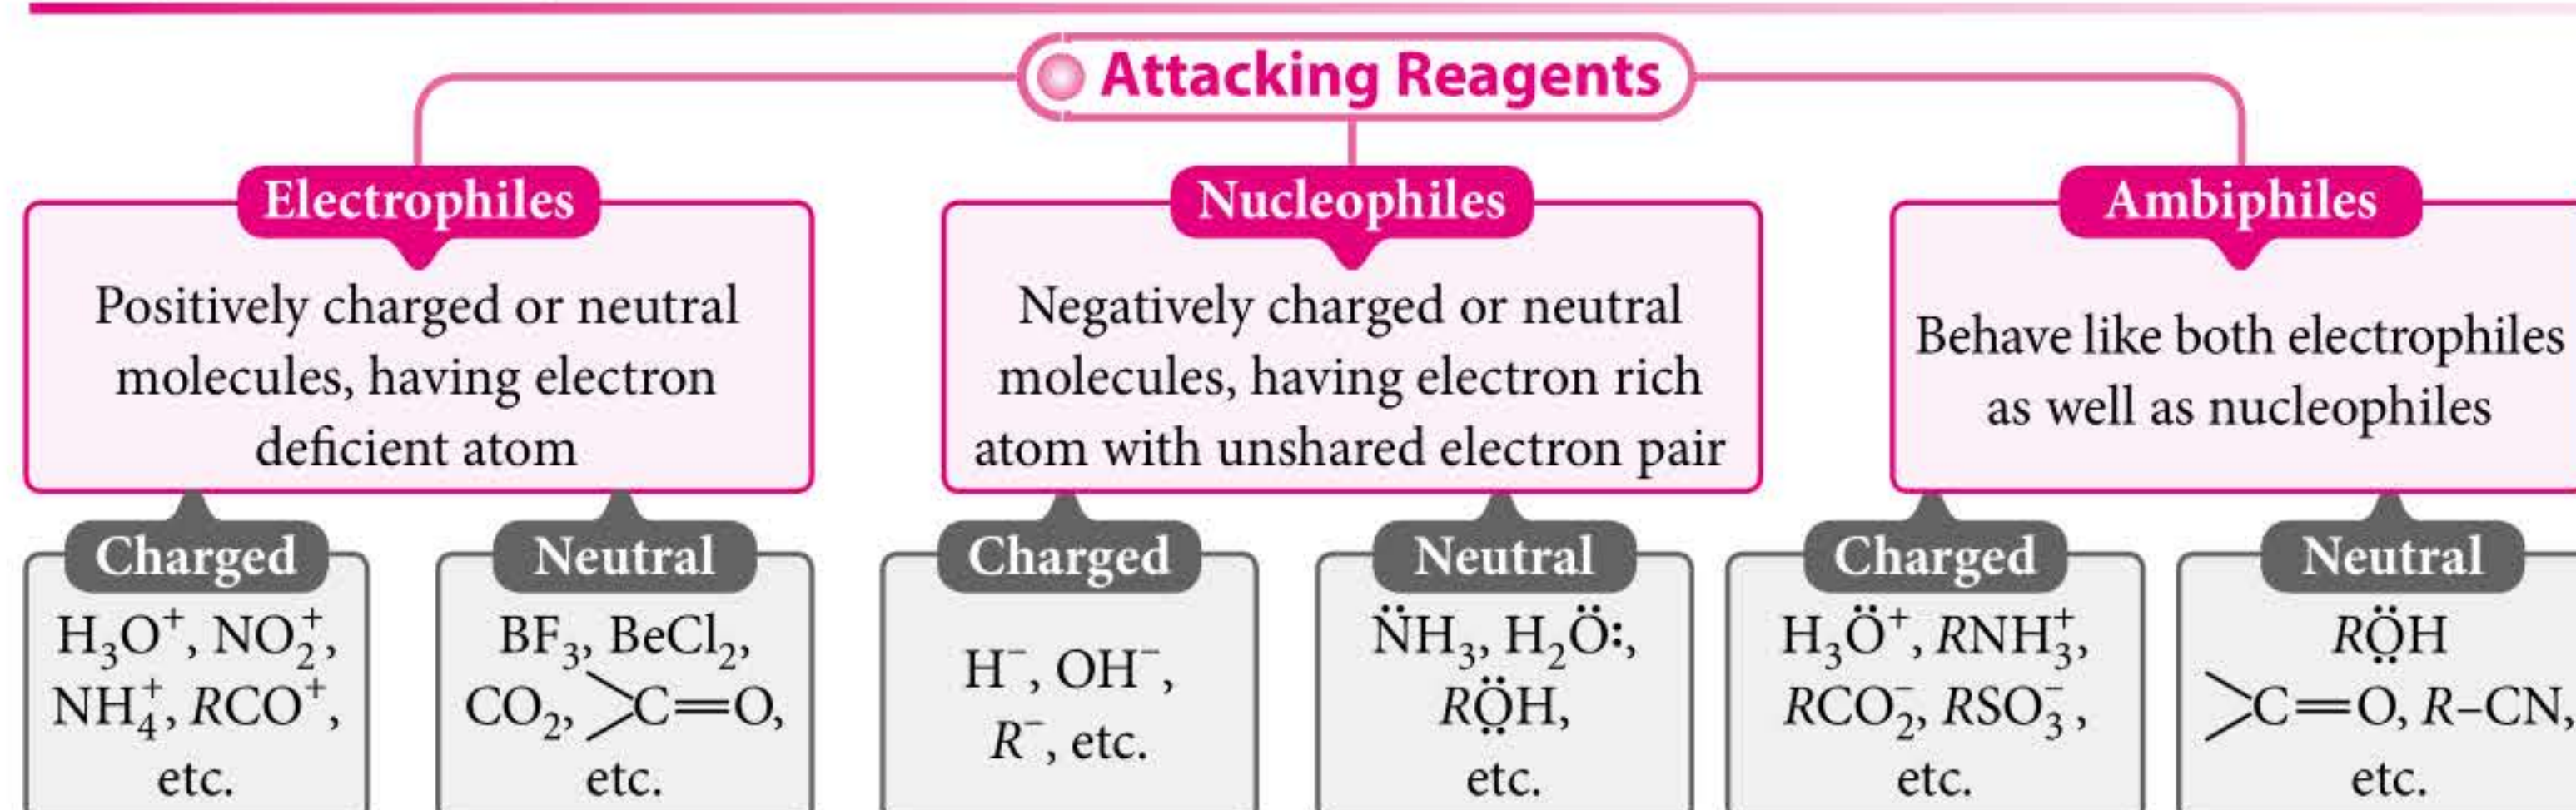 Attacking Reagents
Electrophiles
Positively charged or neutral
molecules, having electron
deficient atom
Charged
H₃O⁺, NO₂⁺,
NH₄⁺, RCO⁺,
etc.
Neutral
BF₃, BeCl₂,
CO₂, >C=O,
etc.
Nucleophiles
Negatively charged or neutral
molecules, having electron rich
atom with unshared electron pair
Charged
H⁻, OH⁻,
R⁻, etc.
Neutral
N̈H₃, H₂Ö:,
RÖ̤H,
etc.
Ambiphiles
Behave like both electrophiles
as well as nucleophiles
Charged
H₃Ö⁺, RNH₃⁺,
RCO₂⁻, RSO₃⁻,
etc.
Neutral
RÖ̤H
>C=O, R–CN,
etc.